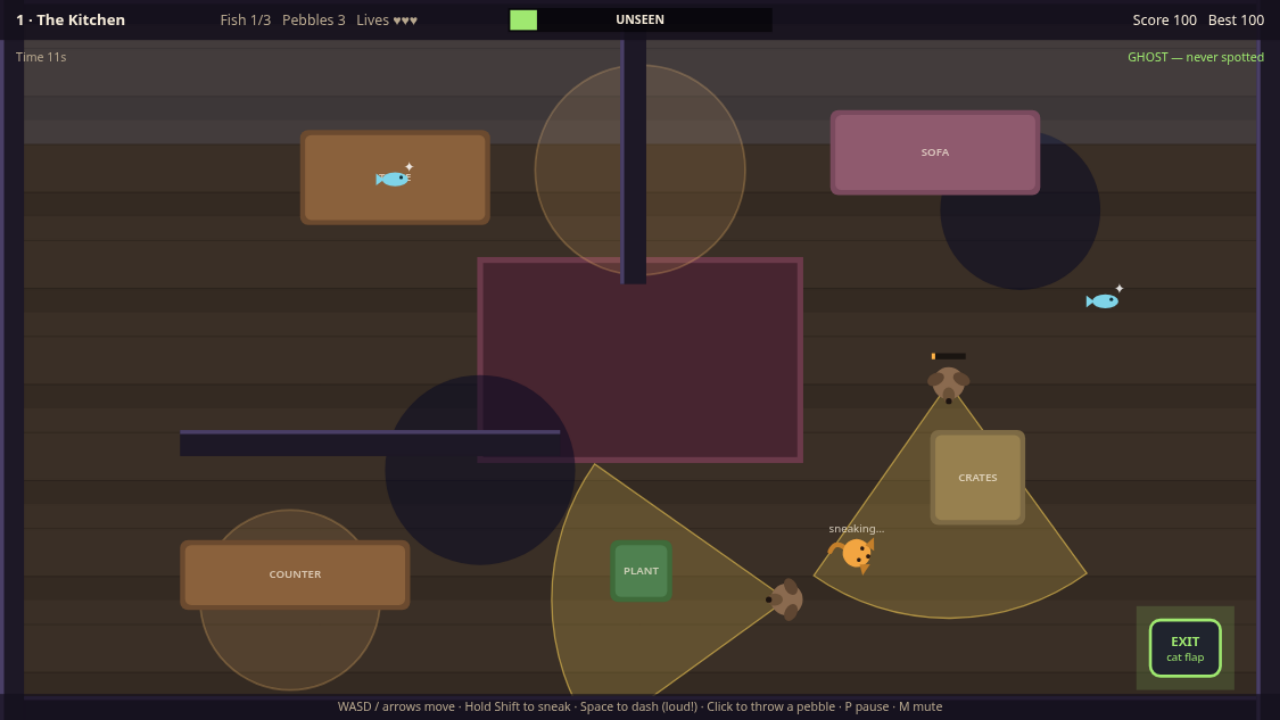 1 · The Kitchen
Fish 1/3 Pebbles 3 Lives ♥♥♥
UNSEEN
Score 100 Best 100
Time 11s
GHOST — never spotted
SOFA
CRATES
sneaking...
PLANT
COUNTER
EXIT
cat flap
WASD / arrows move · Hold Shift to sneak · Space to dash (loud!) · Click to throw a pebble · P pause · M mute